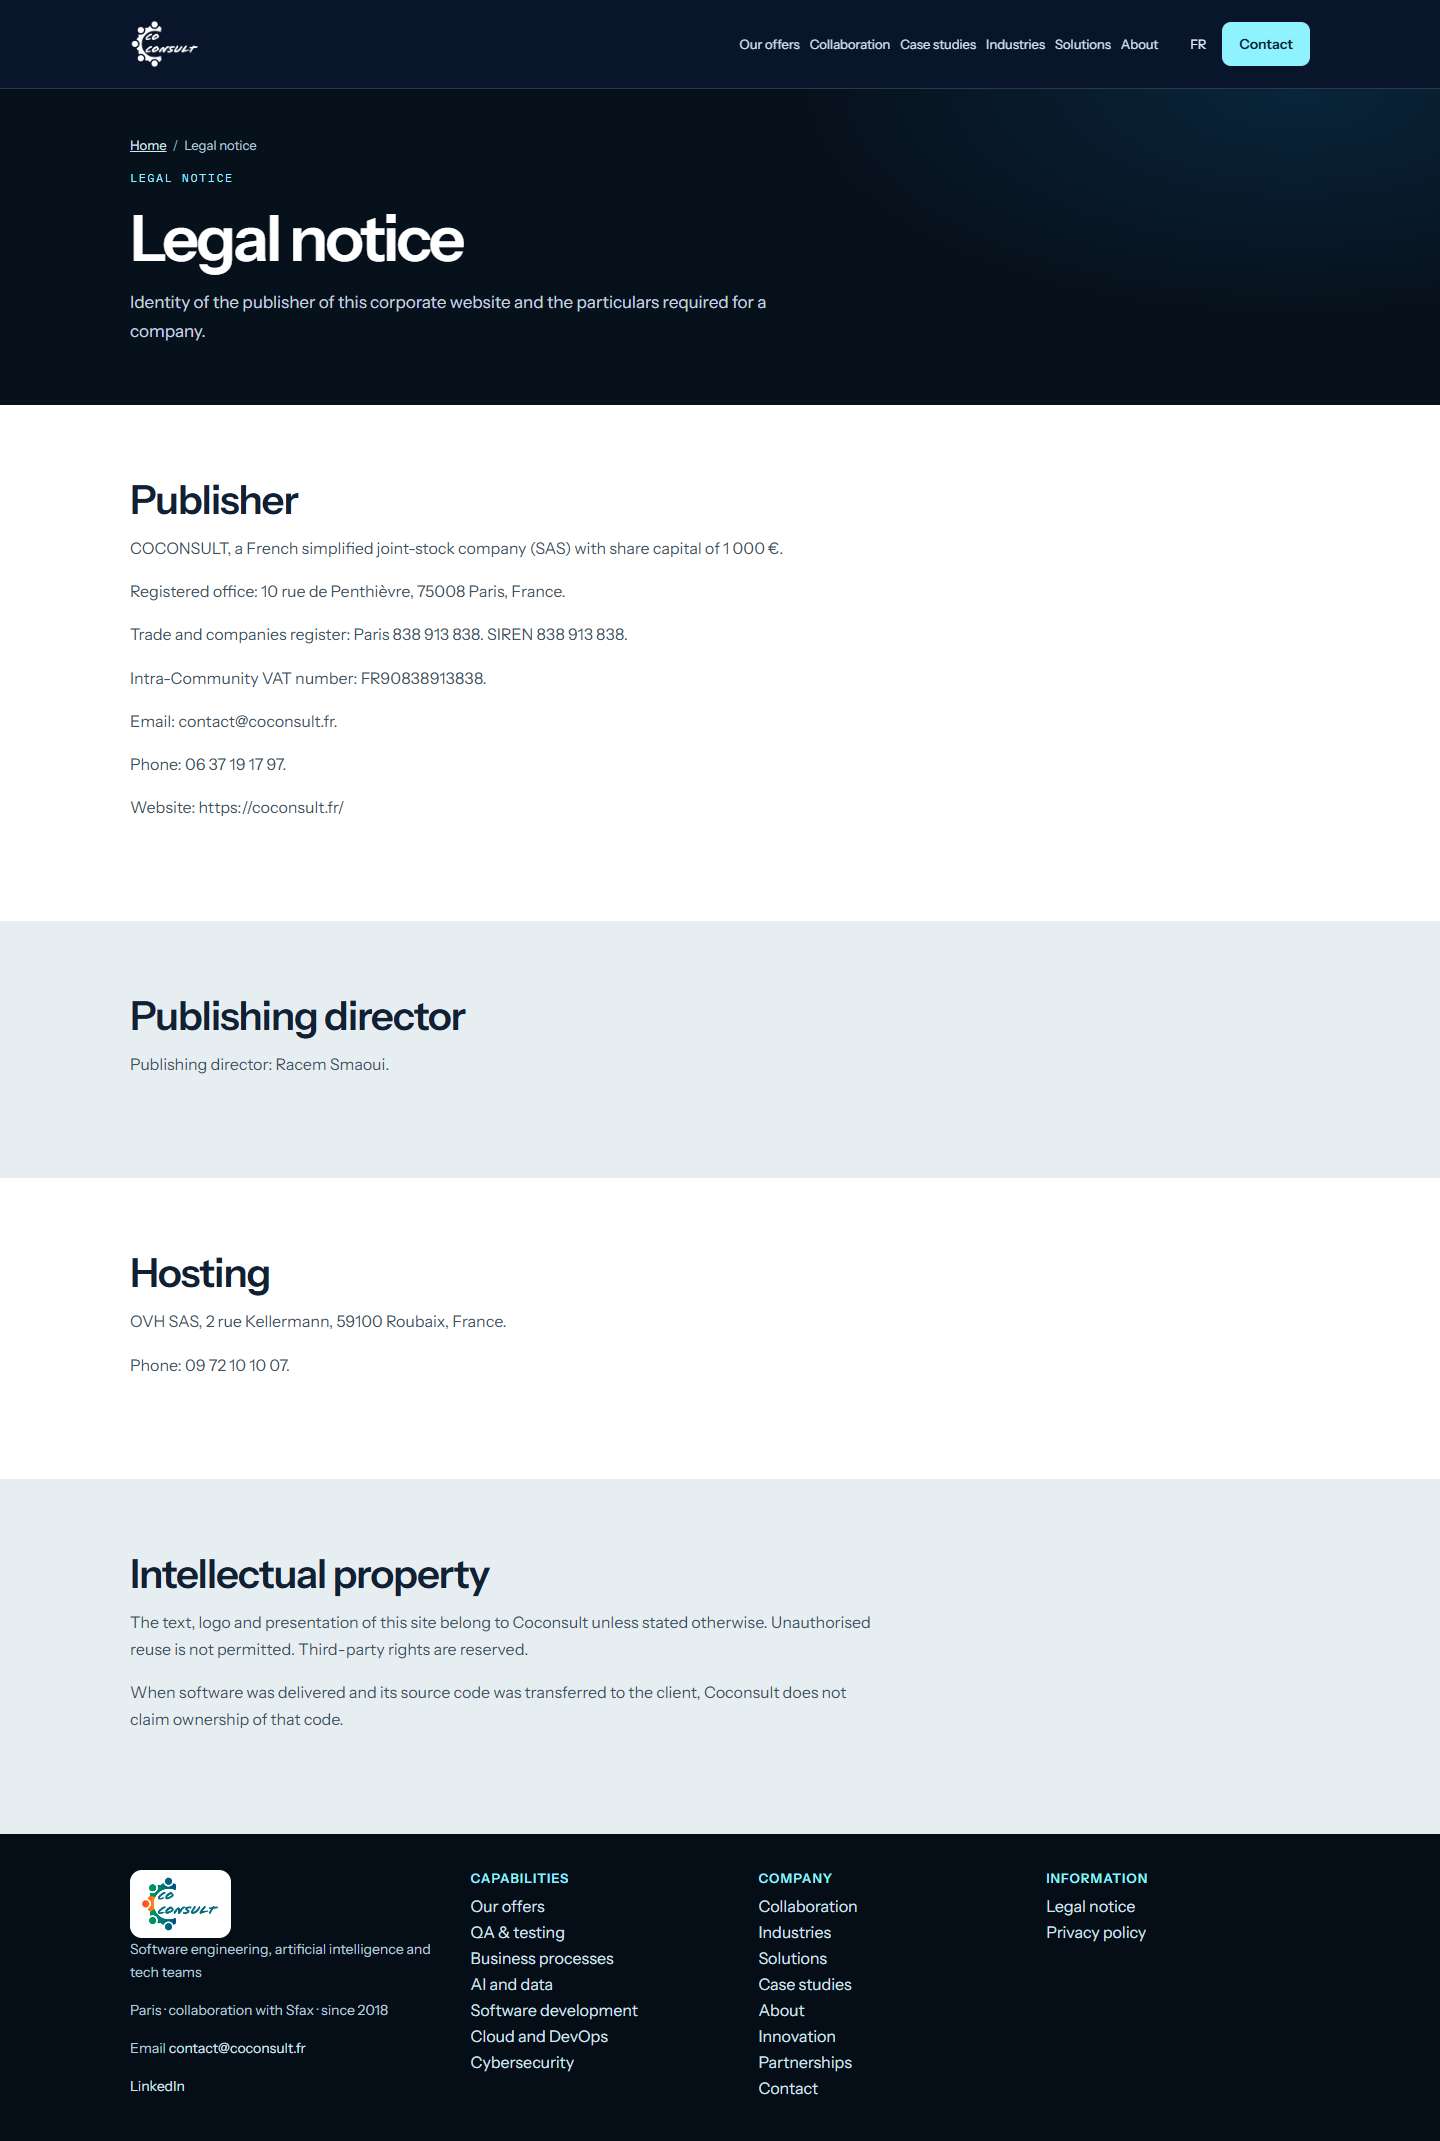 CO
CONSULT
Our offers Collaboration Case studies Industries Solutions About FR Contact
Home / Legal notice
LEGAL NOTICE
Legal notice
Identity of the publisher of this corporate website and the particulars required for a
company.
Publisher
COCONSULT, a French simplified joint-stock company (SAS) with share capital of 1 000 €.
Registered office: 10 rue de Penthièvre, 75008 Paris, France.
Trade and companies register: Paris 838 913 838. SIREN 838 913 838.
Intra-Community VAT number: FR90838913838.
Email: contact@coconsult.fr.
Phone: 06 37 19 17 97.
Website: https://coconsult.fr/
Publishing director
Publishing director: Racem Smaoui.
Hosting
OVH SAS, 2 rue Kellermann, 59100 Roubaix, France.
Phone: 09 72 10 10 07.
Intellectual property
The text, logo and presentation of this site belong to Coconsult unless stated otherwise. Unauthorised
reuse is not permitted. Third-party rights are reserved.
When software was delivered and its source code was transferred to the client, Coconsult does not
claim ownership of that code.
CO
CONSULT
Software engineering, artificial intelligence and
tech teams
Paris · collaboration with Sfax · since 2018
Email contact@coconsult.fr
LinkedIn
CAPABILITIES
Our offers
QA & testing
Business processes
AI and data
Software development
Cloud and DevOps
Cybersecurity
COMPANY
Collaboration
Industries
Solutions
Case studies
About
Innovation
Partnerships
Contact
INFORMATION
Legal notice
Privacy policy